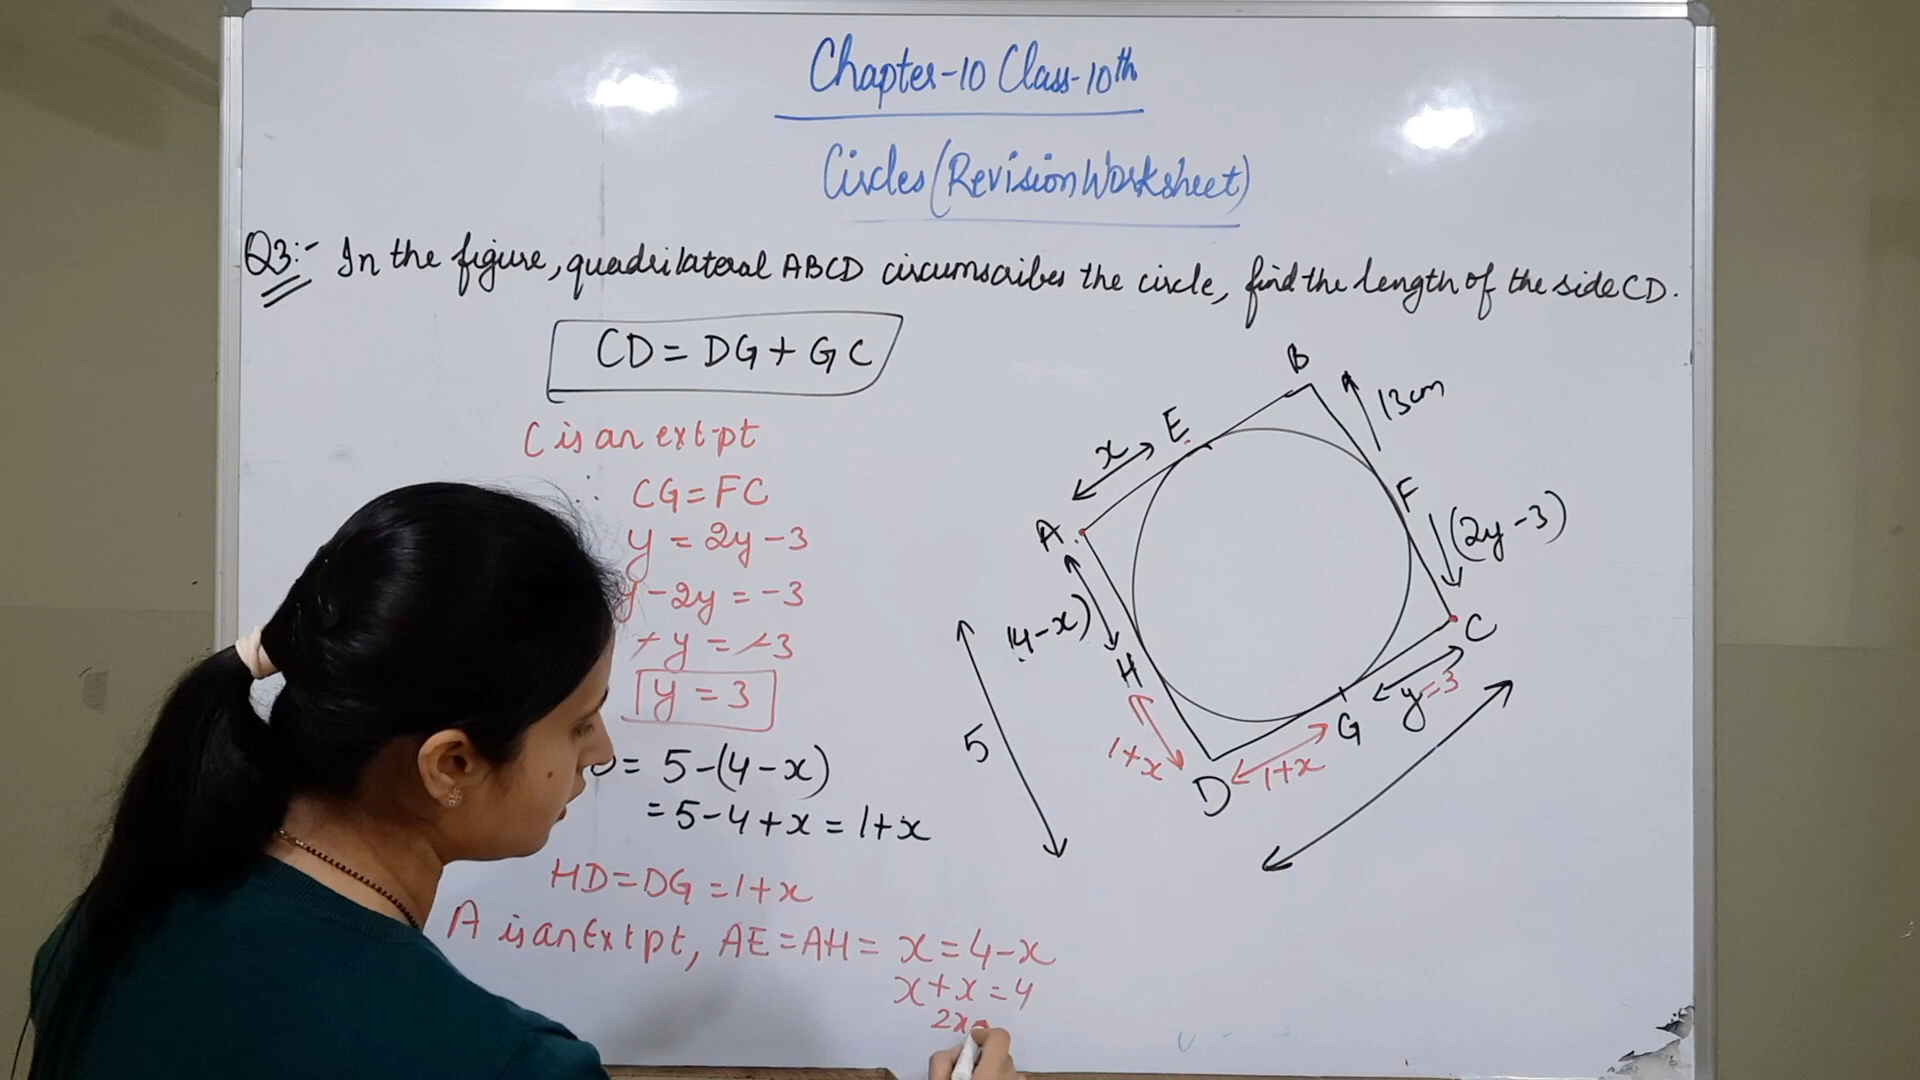 Chapter-10 Class-10th
Circles (Revision Worksheet)
Q3:- In the figure, quadrilateral ABCD circumscribes the circle, find the length of the side CD.
CD = DG + GC
C is an ext-pt
∴ CG = FC
y = 2y - 3
y - 2y = -3
+y = -3
y = 3
= 5-(4-x)
= 5-4+x = 1+x
HD = DG = 1+x
A is an Ext pt, AE = AH = x = 4-x
x+x = 4
2x
B
13cm
E
x
F
A
(2y-3)
(4-x)
C
H
y=3
G
5
1+x
1+x
D